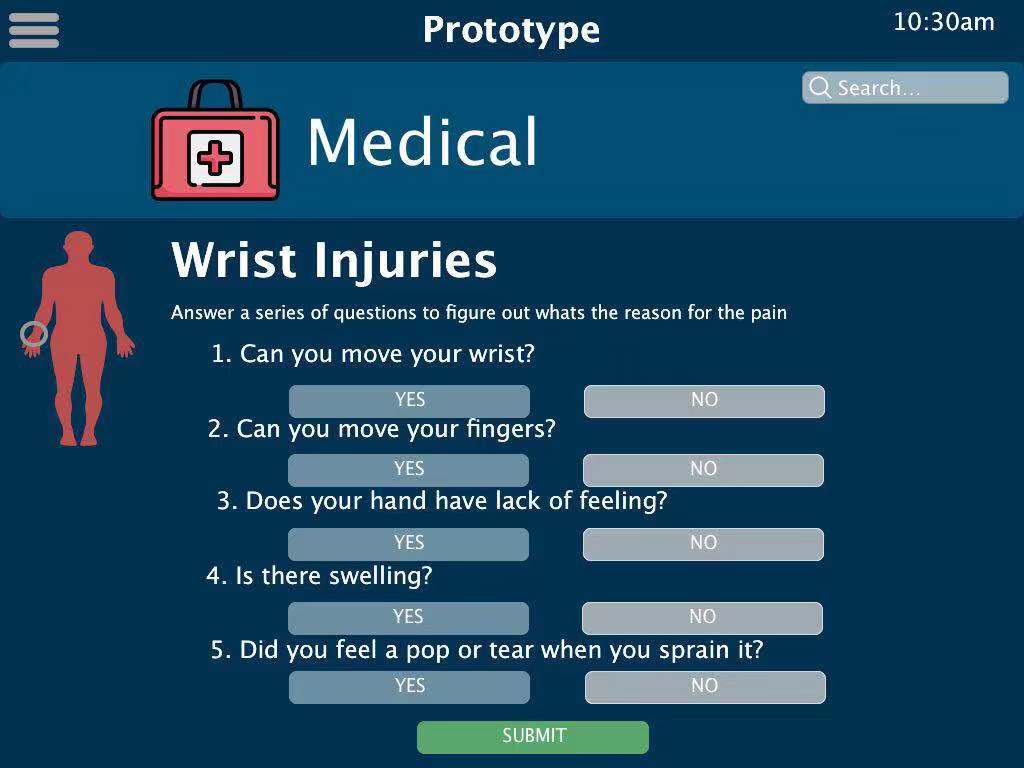 Prototype
10:30am
Search...
Medical
Wrist Injuries
Answer a series of questions to figure out whats the reason for the pain
1. Can you move your wrist?
YES NO
2. Can you move your fingers?
YES NO
3. Does your hand have lack of feeling?
YES NO
4. Is there swelling?
YES NO
5. Did you feel a pop or tear when you sprain it?
YES NO
SUBMIT